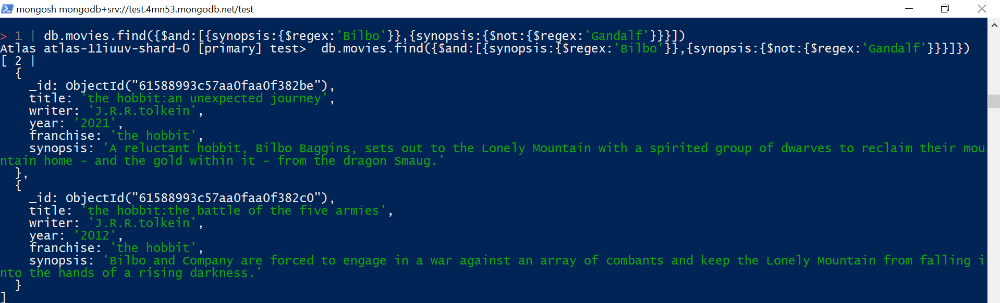 mongosh mongodb+srv://test.4mn53.mongodb.net/test
> 1 | db.movies.find({$and:[{synopsis:{$regex:'Bilbo'}},{synopsis:{$not:{$regex:'Gandalf'}}}])
Atlas atlas-11iuuv-shard-0 [primary] test>  db.movies.find({$and:[{synopsis:{$regex:'Bilbo'}},{synopsis:{$not:{$regex:'Gandalf'}}}]})
[ 2 |
  {
    _id: ObjectId("61588993c57aa0faa0f382be"),
    title: 'the hobbit:an unexpected journey',
    writer: 'J.R.R.tolkein',
    year: '2021',
    franchise: 'the hobbit',
    synopsis: 'A reluctant hobbit, Bilbo Baggins, sets out to the Lonely Mountain with a spirited group of dwarves to reclaim their mou
ntain home - and the gold within it - from the dragon Smaug.'
  },
  {
    _id: ObjectId("61588993c57aa0faa0f382c0"),
    title: 'the hobbit:the battle of the five armies',
    writer: 'J.R.R.tolkein',
    year: '2012',
    franchise: 'the hobbit',
    synopsis: 'Bilbo and Company are forced to engage in a war against an array of combants and keep the Lonely Mountain from falling i
nto the hands of a rising darkness.'
  }
]